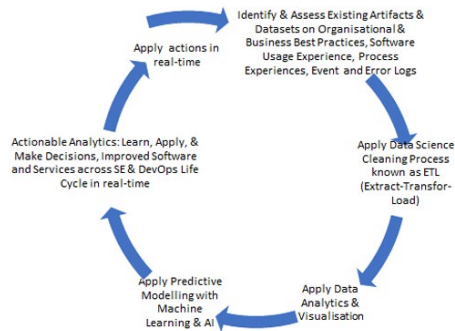 Identify & Assess Existing Artifacts &
Datasets on Organisational &
Business Best Practices, Software
Usage Experience, Process
Experiences, Event and Error Logs
Apply Data Science
Cleaning Process
known as ETL
(Extract-Transfor-
Load)
Apply Data
Analytics &
Visualisation
Apply Predictive
Modelling with
Machine
Learning & AI
Actionable Analytics: Learn, Apply, &
Make Decisions, Improved Software
and Services across SE & DevOps Life
Cycle in real-time
Apply actions in
real-time